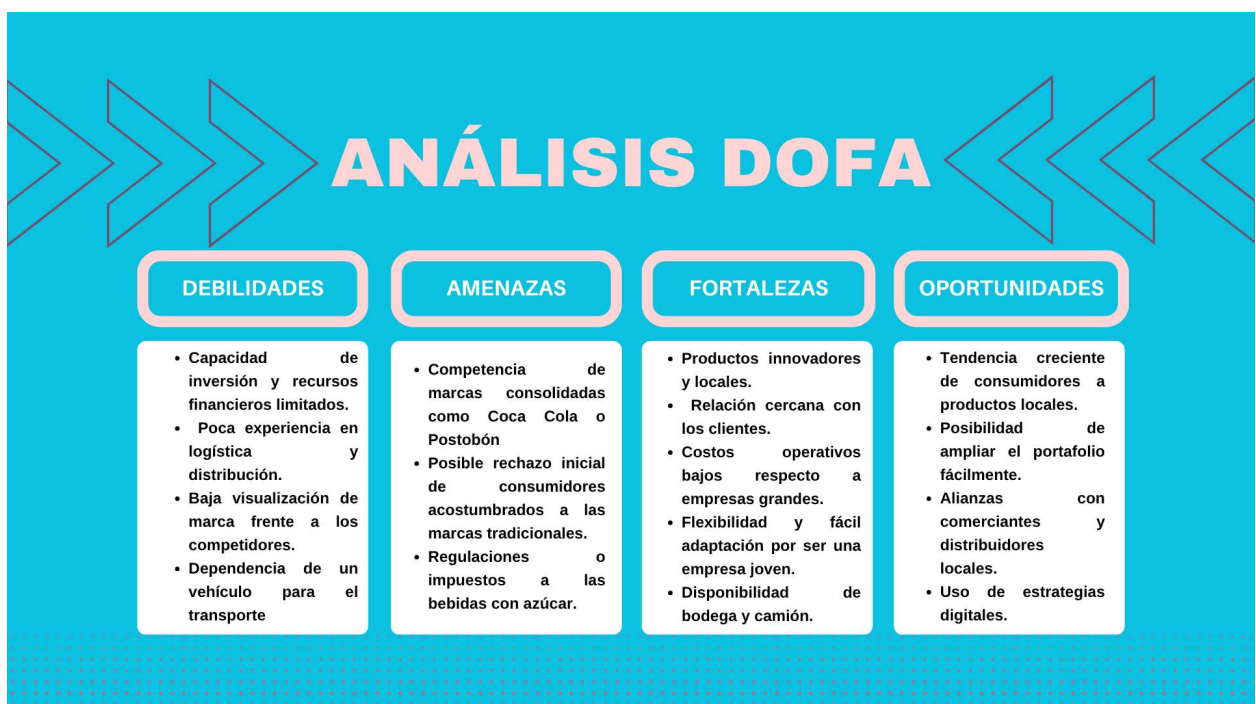 ANÁLISIS DOFA
DEBILIDADES
• Capacidad de
inversión y recursos
financieros limitados.
• Poca experiencia en
logística y
distribución.
• Baja visualización de
marca frente a los
competidores.
• Dependencia de un
vehículo para el
transporte
AMENAZAS
• Competencia de
marcas consolidadas
como Coca Cola o
Postobón
• Posible rechazo inicial
de consumidores
acostumbrados a las
marcas tradicionales.
• Regulaciones o
impuestos a las
bebidas con azúcar.
FORTALEZAS
• Productos innovadores
y locales.
• Relación cercana con
los clientes.
• Costos operativos
bajos respecto a
empresas grandes.
• Flexibilidad y fácil
adaptación por ser una
empresa joven.
• Disponibilidad de
bodega y camión.
OPORTUNIDADES
• Tendencia creciente
de consumidores a
productos locales.
• Posibilidad de
ampliar el portafolio
fácilmente.
• Alianzas con
comerciantes y
distribuidores
locales.
• Uso de estrategias
digitales.